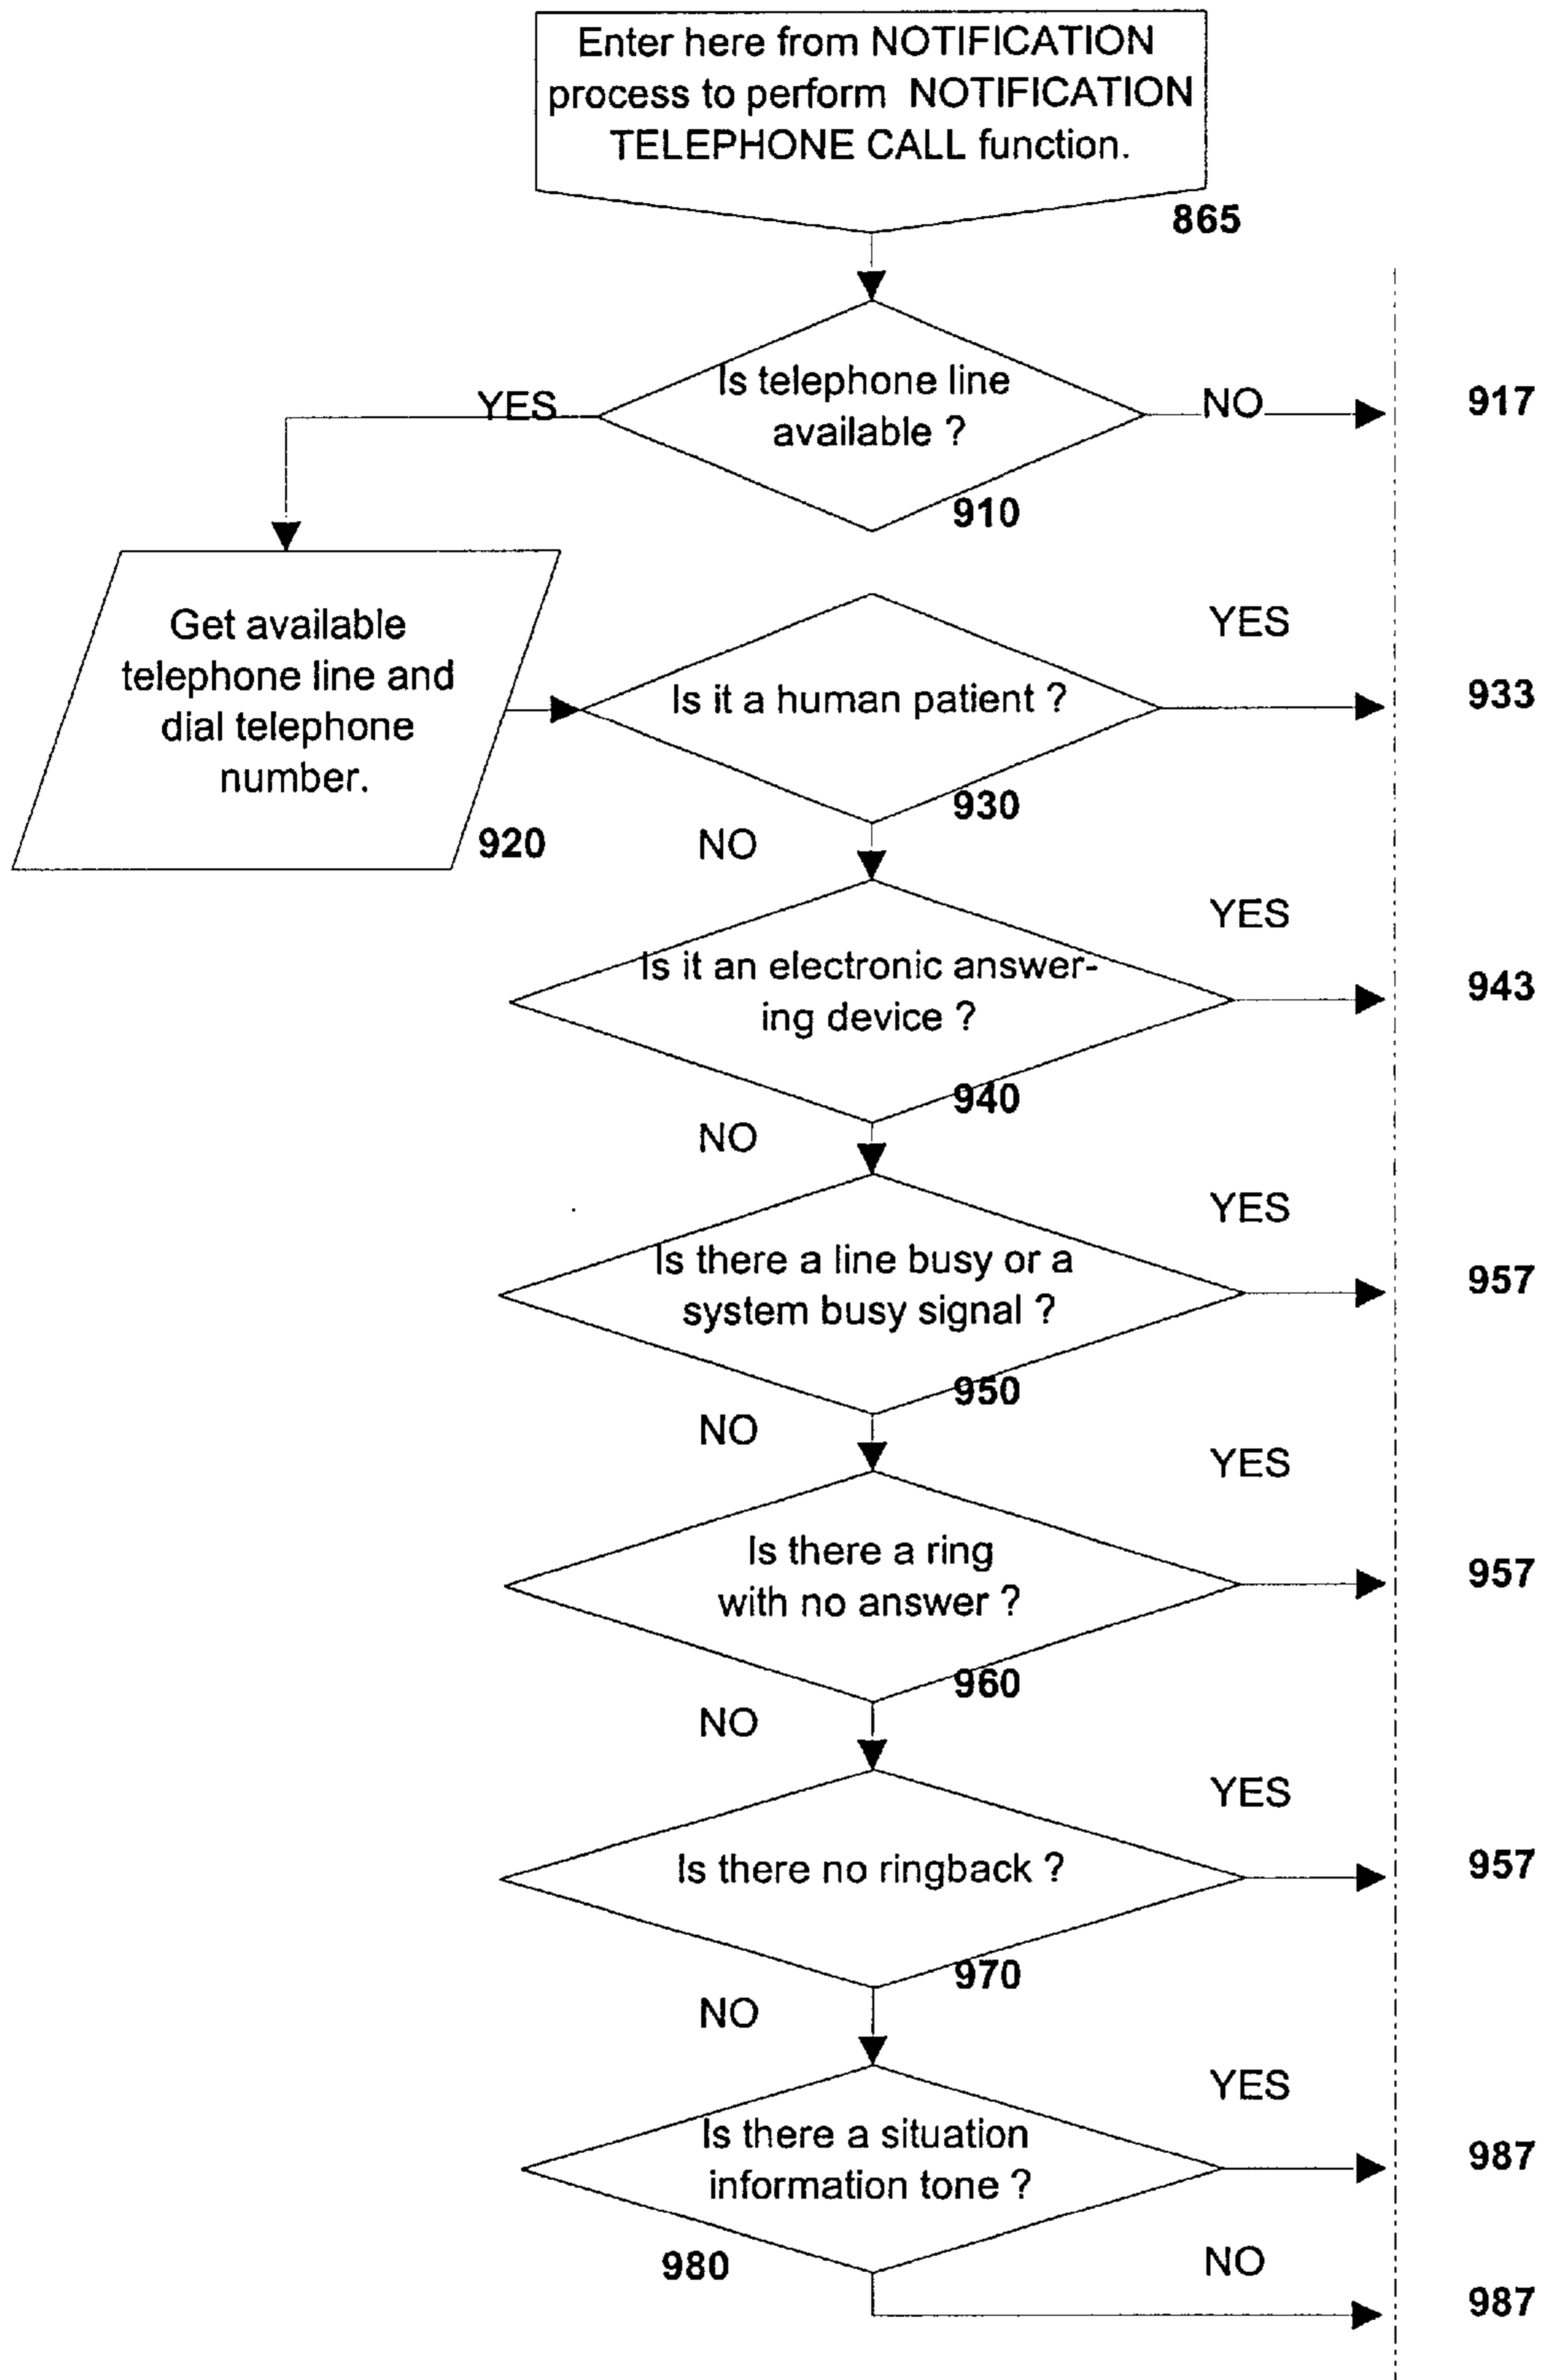 Enter here from NOTIFICATION
process to perform NOTIFICATION
TELEPHONE CALL function.
865
Is telephone line
available ?
YES
NO
917
910
Get available
telephone line and
dial telephone
number.
920
Is it a human patient ?
YES
933
930
NO
Is it an electronic answer-
ing device ?
YES
943
940
NO
Is there a line busy or a
system busy signal ?
YES
957
950
NO
Is there a ring
with no answer ?
YES
957
960
NO
Is there no ringback ?
YES
957
970
NO
Is there a situation
information tone ?
YES
987
980
NO
987